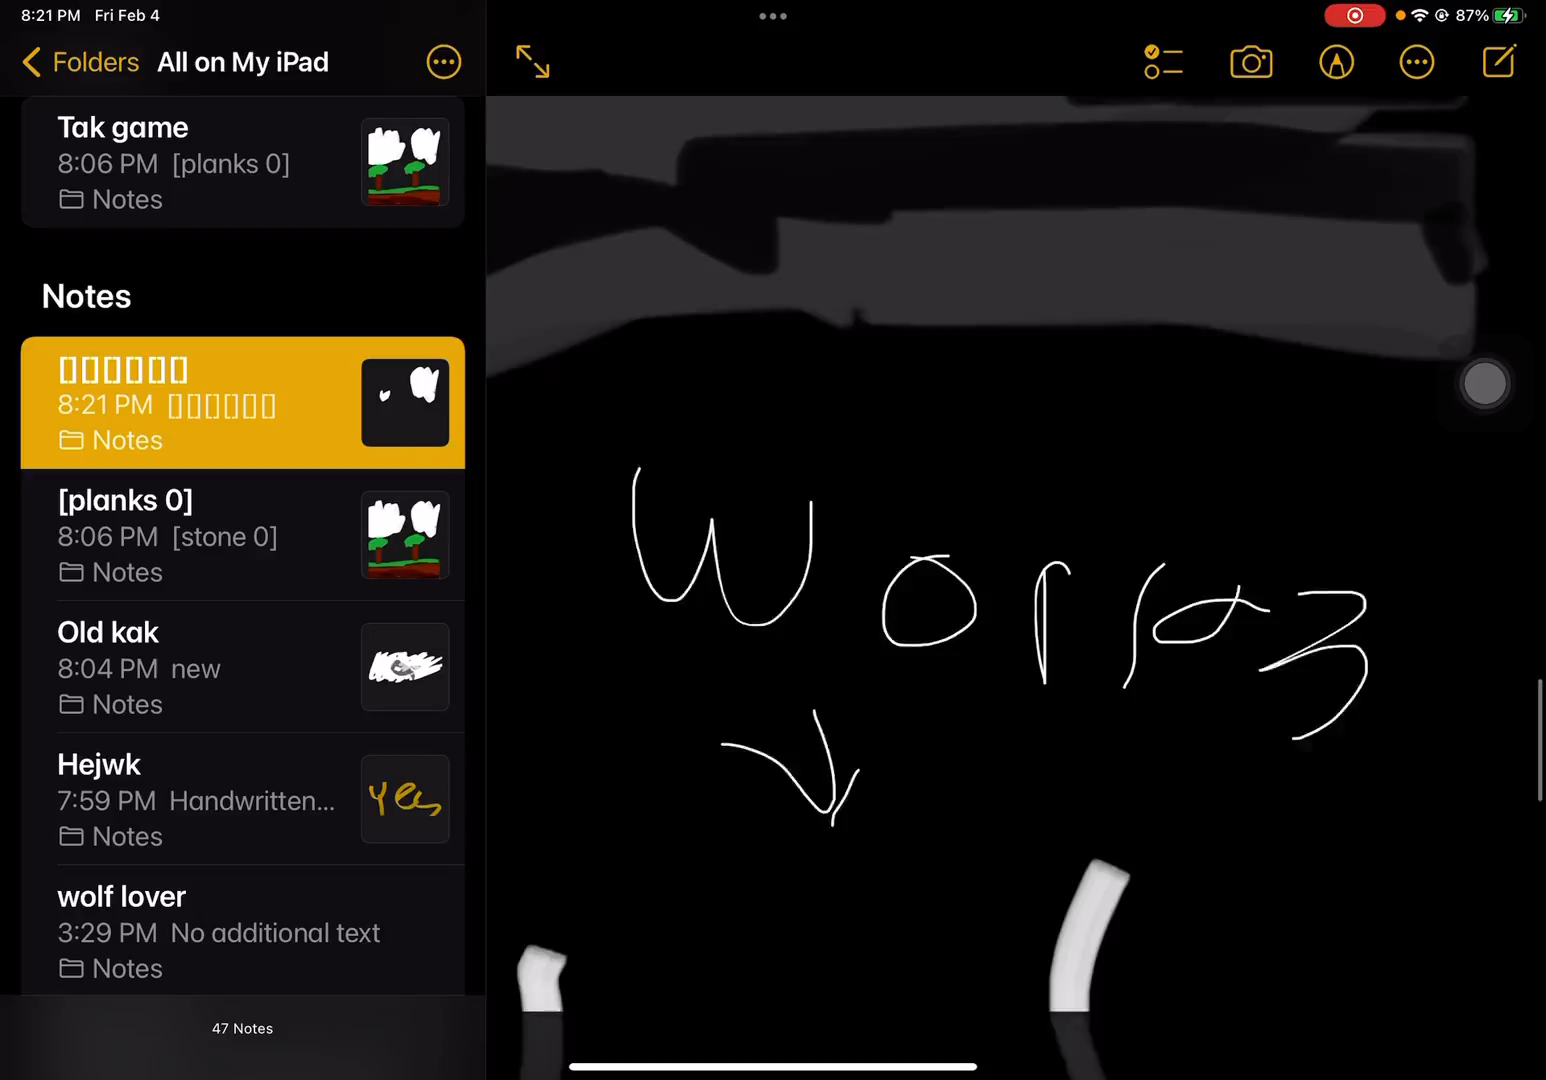 8:21 PM Fri Feb 4
87%
Folders All on My iPad
Tak game
8:06 PM [planks 0]
Notes
Notes
[][][][][][]
8:21 PM [][][][][][]
Notes
[planks 0]
8:06 PM [stone 0]
Notes
Old kak
8:04 PM new
Notes
Hejwk
7:59 PM Handwritten...
Yes
Notes
wolf lover
3:29 PM No additional text
Notes
47 Notes